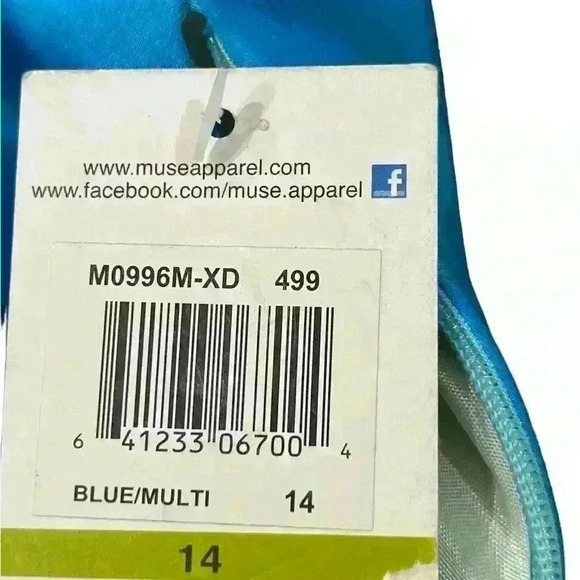 www.museapparel.com
www.facebook.com/muse.apparel f
M0996M-XD 499
6 41233 06700 4
BLUE/MULTI 14
14